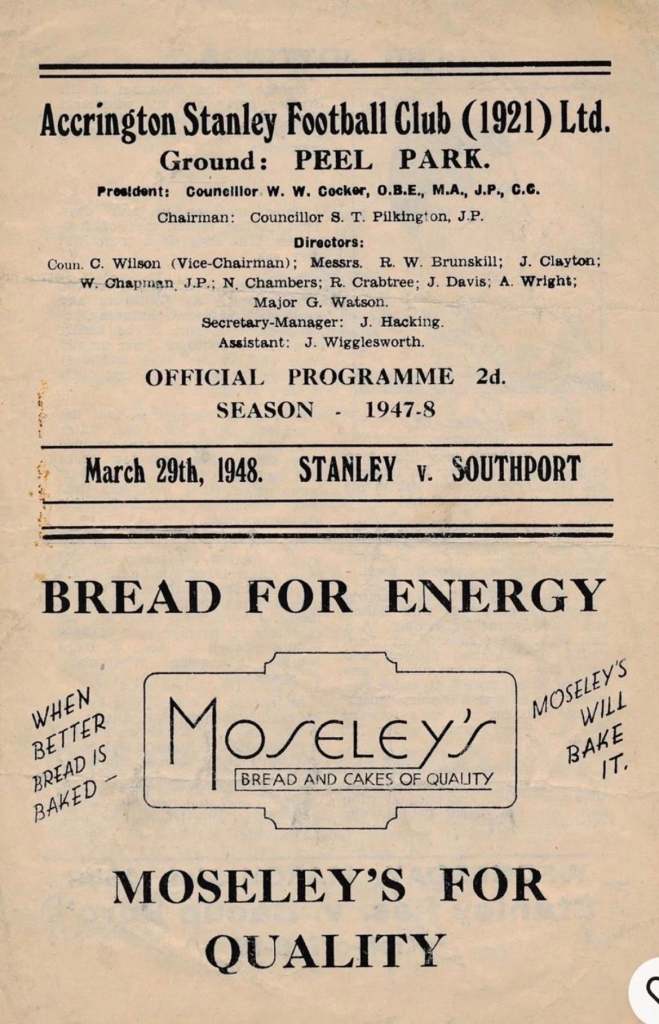 Accrington Stanley Football Club (1921) Ltd.
Ground: PEEL PARK.
President: Councillor W. W. Cocker, O.B.E., M.A., J.P., C.C.
Chairman: Councillor S. T. Pilkington, J.P.
Directors:
Coun. C. Wilson (Vice-Chairman); Messrs. R. W. Brunskill; J. Clayton;
W. Chapman, J.P.; N. Chambers; R. Crabtree; J. Davis; A. Wright;
Major G. Watson.
Secretary-Manager: J. Hacking.
Assistant: J. Wigglesworth.
OFFICIAL PROGRAMME 2d.
SEASON - 1947-8
March 29th, 1948. STANLEY v. SOUTHPORT
BREAD FOR ENERGY
WHEN
BETTER
BREAD IS
BAKED —
MOSELEY'S
BREAD AND CAKES OF QUALITY
MOSELEY'S
WILL
BAKE
IT.
MOSELEY'S FOR
QUALITY